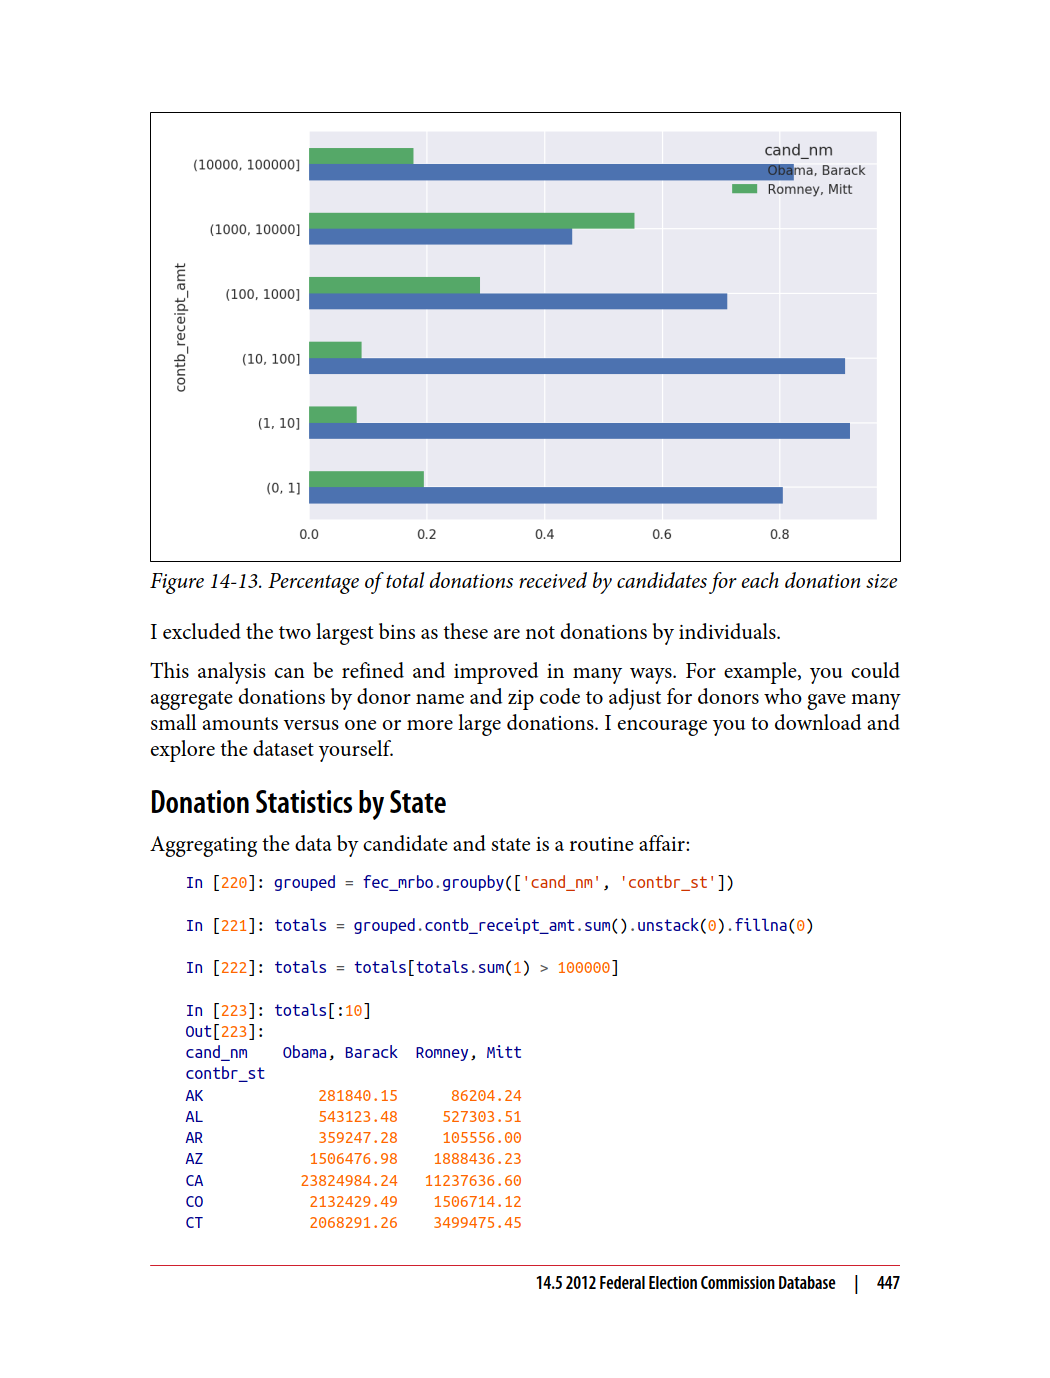 cand_nm
Obama, Barack
Romney, Mitt
(10000, 100000]
(1000, 10000]
(100, 1000]
(10, 100]
(1, 10]
(0, 1]
contb_receipt_amt
0.0 0.2 0.4 0.6 0.8
Figure 14-13. Percentage of total donations received by candidates for each donation size
I excluded the two largest bins as these are not donations by individuals.
This analysis can be refined and improved in many ways. For example, you could
aggregate donations by donor name and zip code to adjust for donors who gave many
small amounts versus one or more large donations. I encourage you to download and
explore the dataset yourself.
Donation Statistics by State
Aggregating the data by candidate and state is a routine affair:
In [220]: grouped = fec_mrbo.groupby(['cand_nm', 'contbr_st'])
In [221]: totals = grouped.contb_receipt_amt.sum().unstack(0).fillna(0)
In [222]: totals = totals[totals.sum(1) > 100000]
In [223]: totals[:10]
Out[223]:
cand_nm    Obama, Barack  Romney, Mitt
contbr_st
AK             281840.15      86204.24
AL             543123.48     527303.51
AR             359247.28     105556.00
AZ            1506476.98    1888436.23
CA           23824984.24   11237636.60
CO            2132429.49    1506714.12
CT            2068291.26    3499475.45
14.5 2012 Federal Election Commission Database | 447